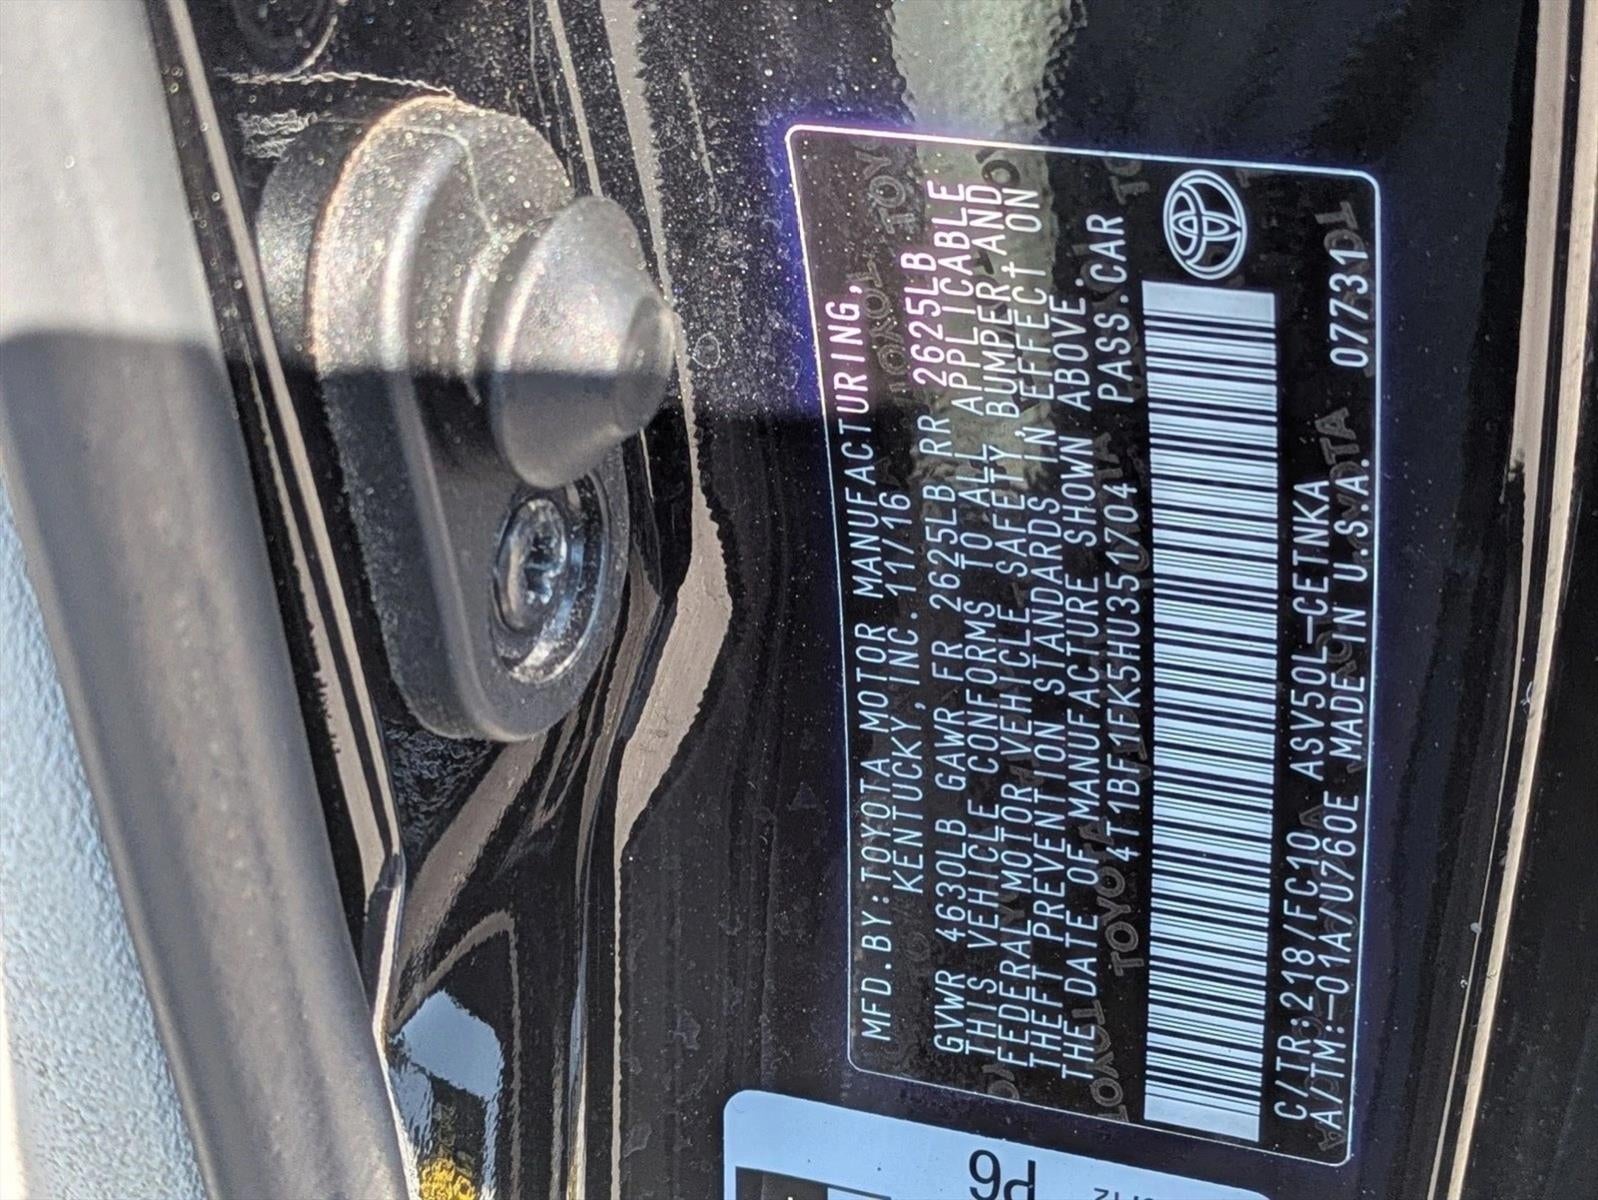 MFD.BY:TOYOTA MOTOR MANUFACTURING,
KENTUCKY,INC. 11/16
GVWR 4630LB GAWR FR 2625LB RR 2625LB
THIS VEHICLE CONFORMS TO ALL APPLICABLE
FEDERAL MOTOR VEHICLE SAFETY, BUMPER, AND
THEFT PREVENTION STANDARDS IN EFFECT ON
THE DATE OF MANUFACTURE SHOWN ABOVE.
4T1BF1FK5HU351704 PASS.CAR
C/TR:218/FC10 ASV50L-CETNKA
A/TM:-01A/U760E MADE IN U.S.A. 07731DL
P6